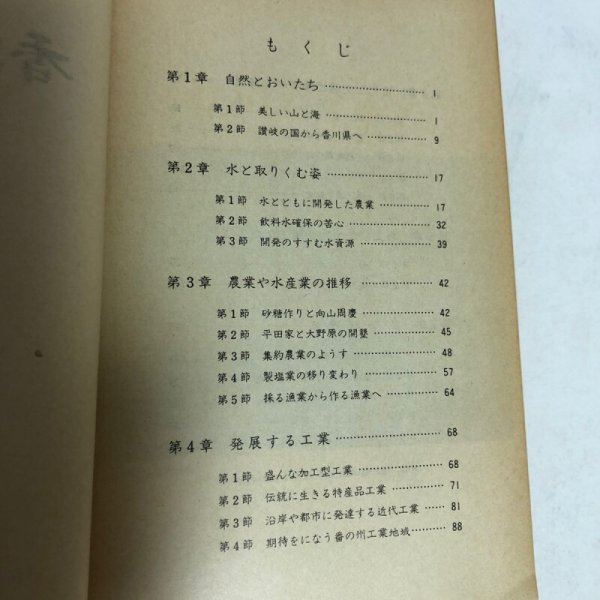 香
もくじ
第1章 自然とおいたち…………………1
第1節 美しい山と海…………………1
第2節 讃岐の国から香川県へ…………………9
第2章 水と取りくむ姿…………………17
第1節 水とともに開発した農業…………………17
第2節 飲料水確保の苦心…………………32
第3節 開発のすすむ水資源…………………39
第3章 農業や水産業の推移…………………42
第1節 砂糖作りと向山周慶…………………42
第2節 平田家と大野原の開墾…………………45
第3節 集約農業のようす…………………48
第4節 製塩業の移り変わり…………………57
第5節 採る漁業から作る漁業へ…………………64
第4章 発展する工業…………………68
第1節 盛んな加工型工業…………………68
第2節 伝統に生きる特産品工業…………………71
第3節 沿岸や都市に発達する近代工業…………………81
第4節 期待をになう番の州工業地域…………………88